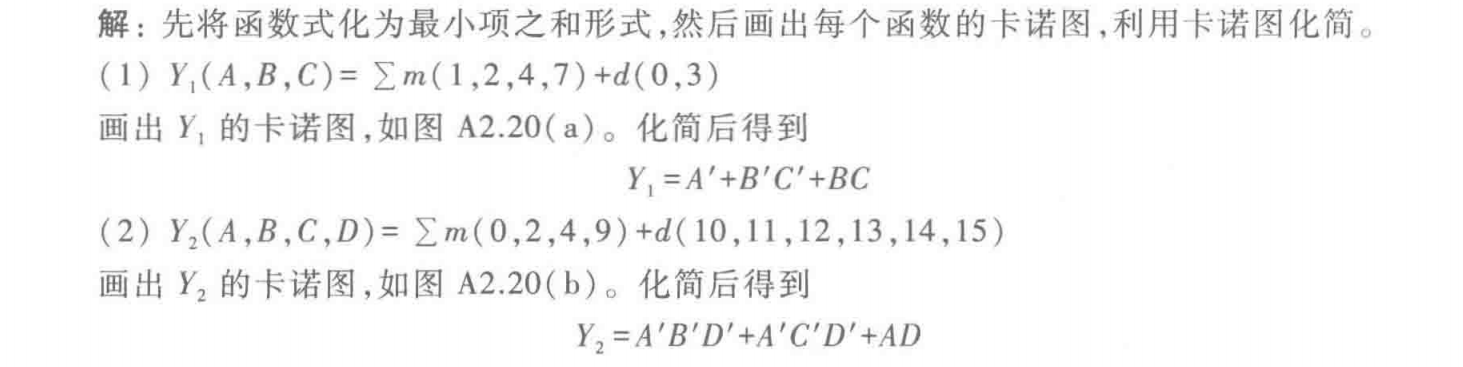 解：先将函数式化为最小项之和形式,然后画出每个函数的卡诺图,利用卡诺图化简。
(1) Y₁(A,B,C)= ∑m(1,2,4,7)+d(0,3)
画出 Y₁ 的卡诺图,如图 A2.20(a)。化简后得到
Y₁=A′+B′C′+BC
(2) Y₂(A,B,C,D)= ∑m(0,2,4,9)+d(10,11,12,13,14,15)
画出 Y₂ 的卡诺图,如图 A2.20(b)。化简后得到
Y₂=A′B′D′+A′C′D′+AD